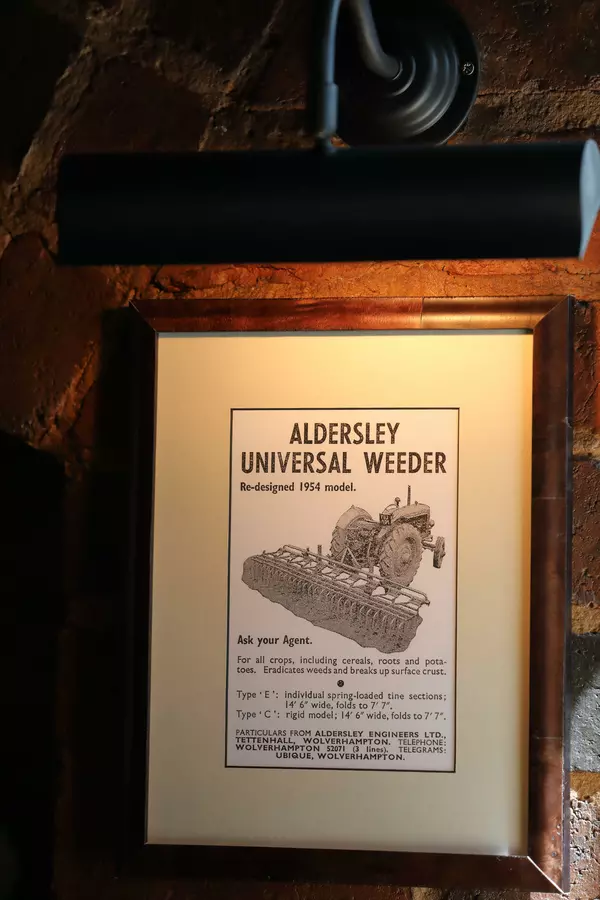 ALDERSLEY
UNIVERSAL WEEDER
Re-designed 1954 model.
Ask your Agent.
For all crops, including cereals, roots and pota-
toes. Eradicates weeds and breaks up surface crust.
Type ‘E’: individual spring-loaded tine sections;
14′ 6″ wide, folds to 7′ 7″.
Type ‘C’: rigid model; 14′ 6″ wide, folds to 7′ 7″.
PARTICULARS FROM ALDERSLEY ENGINEERS LTD.,
TETTENHALL, WOLVERHAMPTON. TELEPHONE;
WOLVERHAMPTON 52071 (3 lines). TELEGRAMS:
UBIQUE, WOLVERHAMPTON.